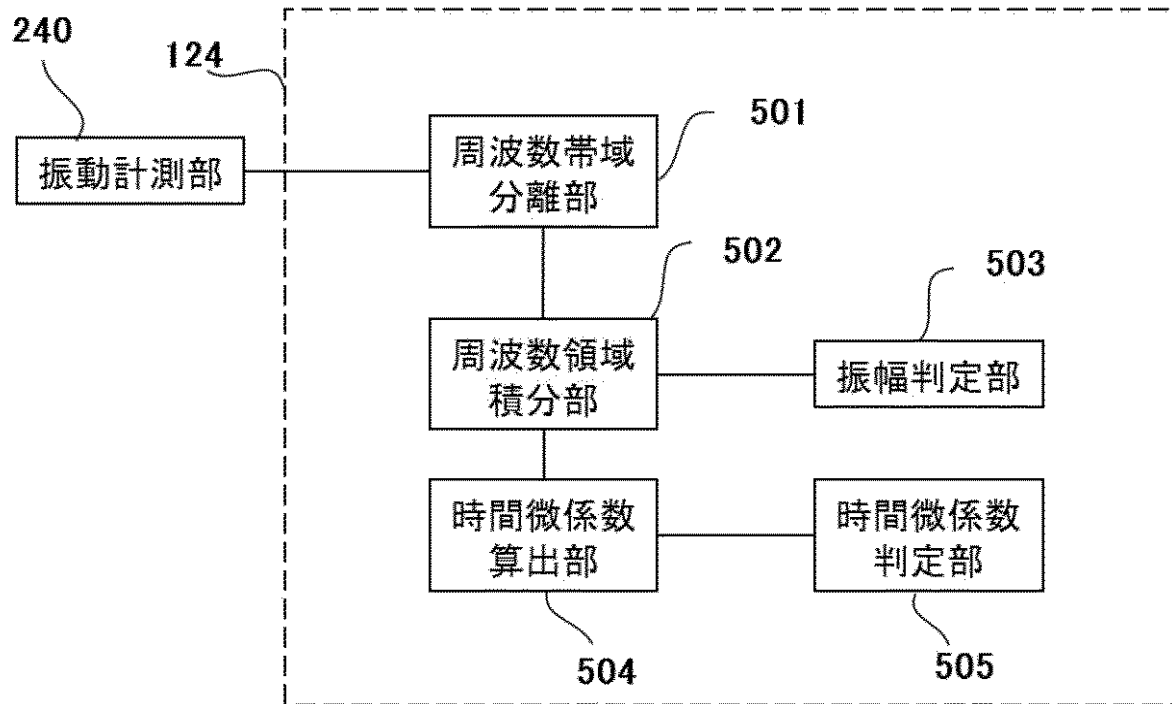 240
124
振動計測部
501
周波数帯域
分離部
502
周波数領域
積分部
503
振幅判定部
時間微係数
算出部
504
時間微係数
判定部
505